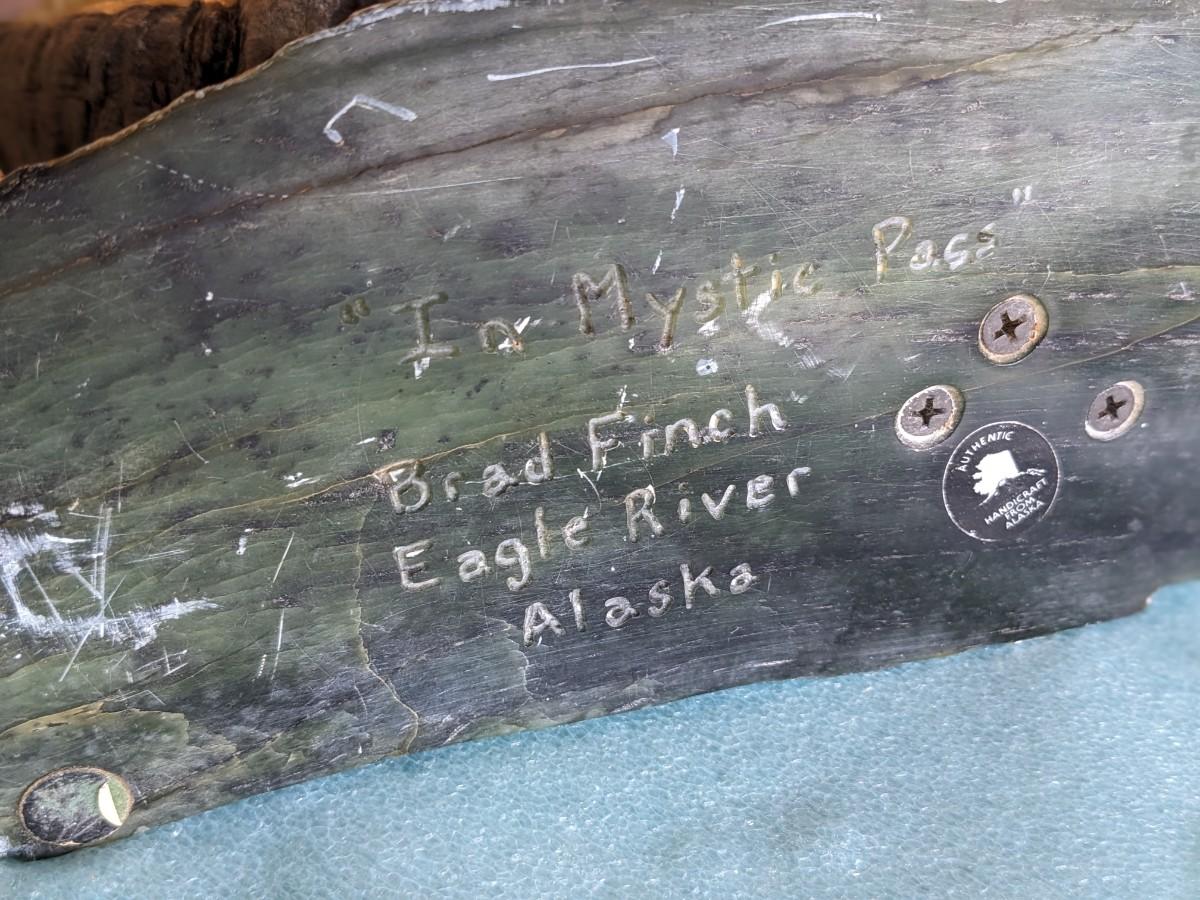 "In Mystic Pass"
Brad Finch
Eagle River
Alaska
AUTHENTIC
HANDICRAFT
FROM
ALASKA